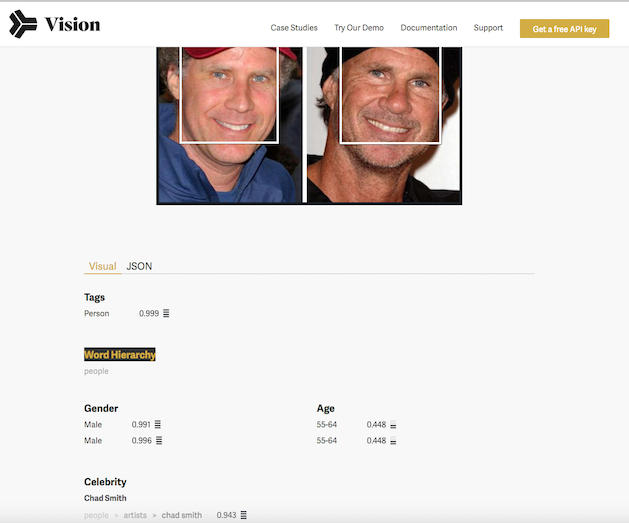 Vision
Case Studies Try Our Demo Documentation Support Get a free API key
Visual JSON
Tags
Person 0.999
Word Hierarchy
people
Gender
Male 0.991
Male 0.996
Age
55-64 0.448
55-64 0.448
Celebrity
Chad Smith
people > artists > chad smith 0.943